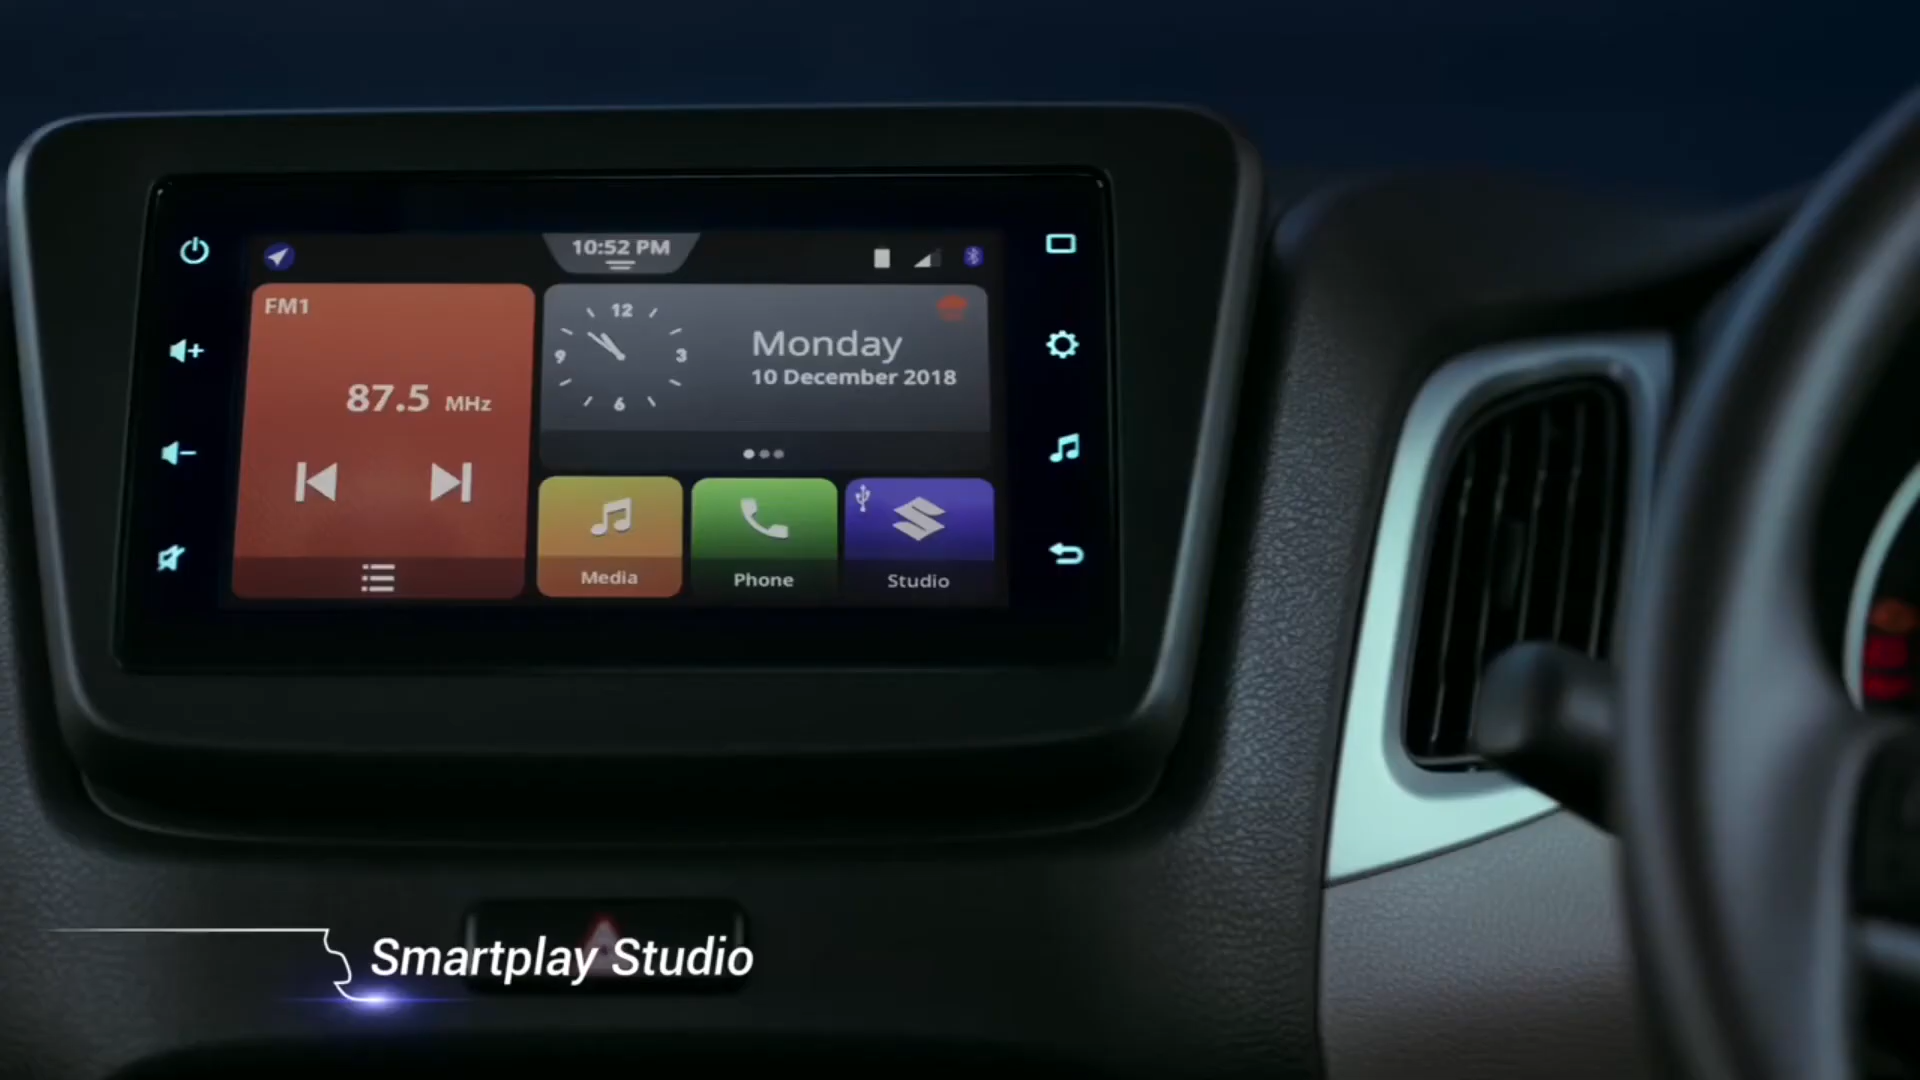 10:52 PM
FM1
87.5 MHz
12
9
3
6
Monday
10 December 2018
Media
Phone
Studio
Smartplay Studio